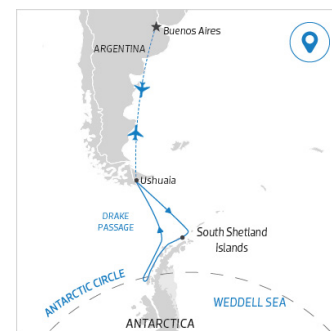 Buenos Aires
ARGENTINA
Ushuaia
DRAKE
PASSAGE
South Shetland
Islands
ANTARCTIC CIRCLE
WEDDELL SEA
ANTARCTICA